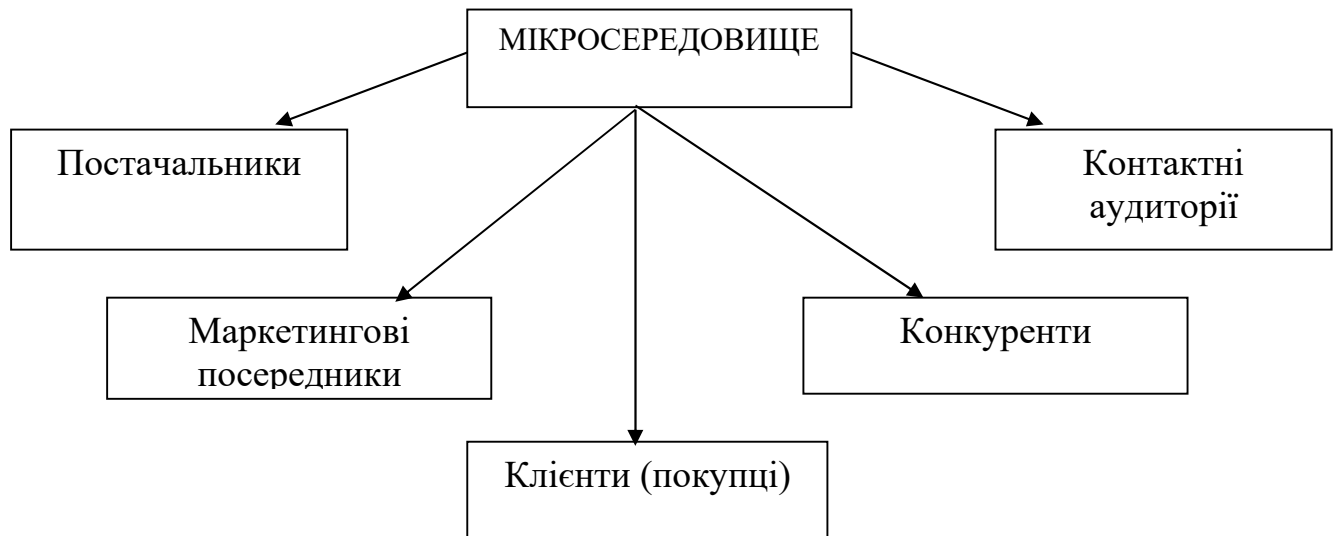 МІКРОСЕРЕДОВИЩЕ
Постачальники
Контактні
аудиторії
Маркетингові
посередники
Конкуренти
Клієнти (покупці)